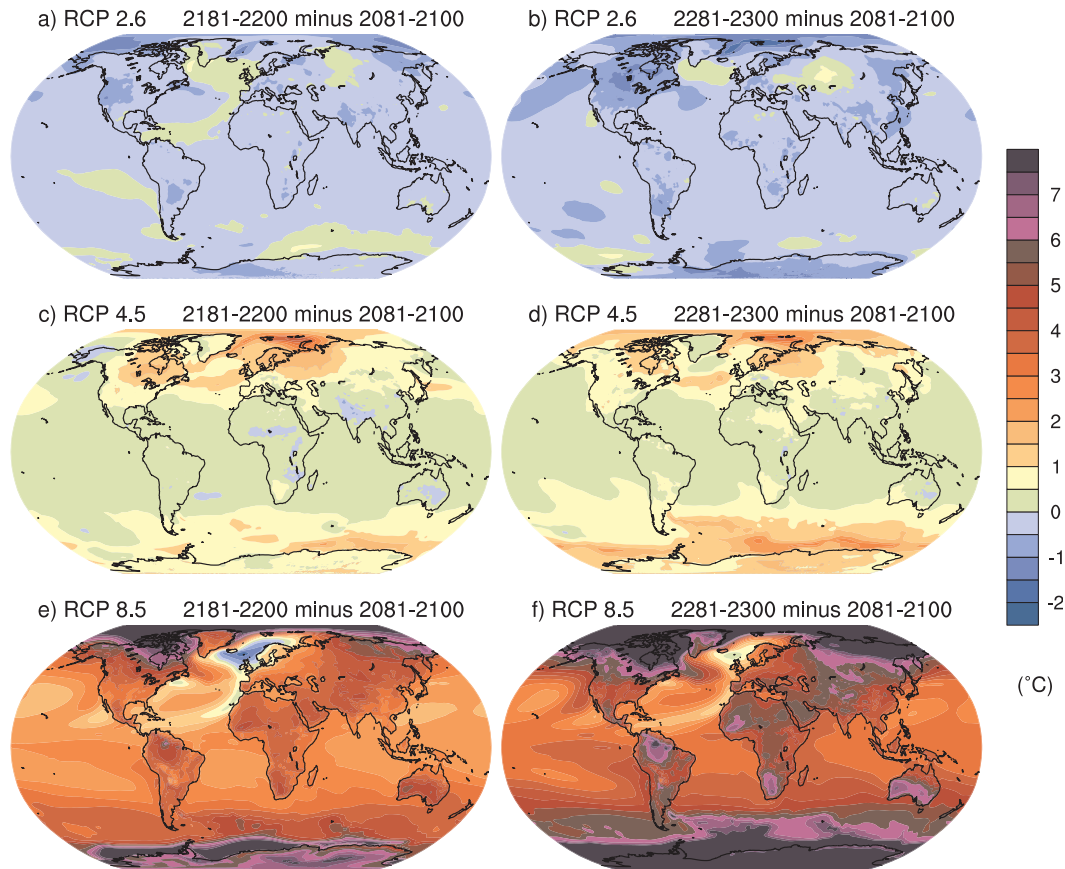 a) RCP 2.6 2181-2200 minus 2081-2100
b) RCP 2.6 2281-2300 minus 2081-2100
c) RCP 4.5 2181-2200 minus 2081-2100
d) RCP 4.5 2281-2300 minus 2081-2100
e) RCP 8.5 2181-2200 minus 2081-2100
f) RCP 8.5 2281-2300 minus 2081-2100
7
6
5
4
3
2
1
0
-1
-2
(°C)